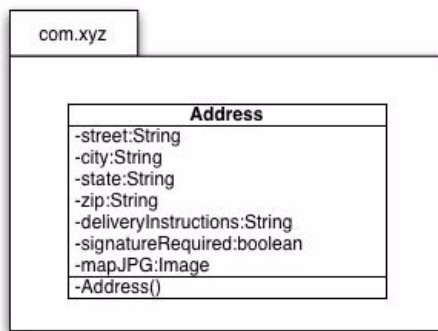 com.xyz
Address
-street:String
-city:String
-state:String
-zip:String
-deliveryInstructions:String
-signatureRequired:boolean
-mapJPG:Image
-Address()